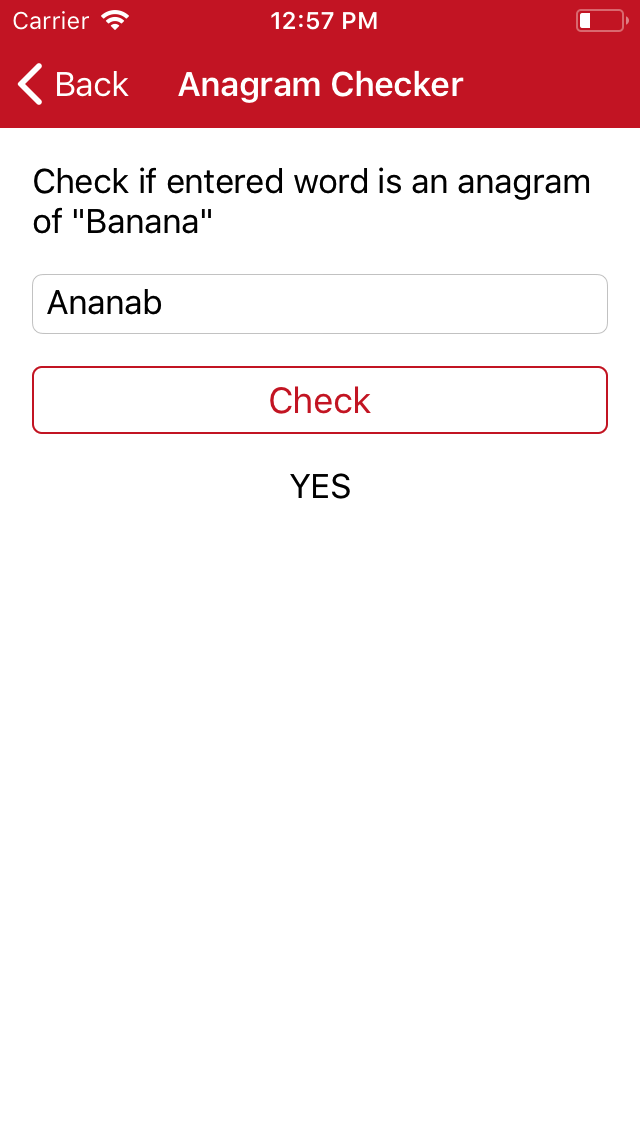 Carrier 12:57 PM
Back Anagram Checker
Check if entered word is an anagram
of "Banana"
Ananab
Check
YES